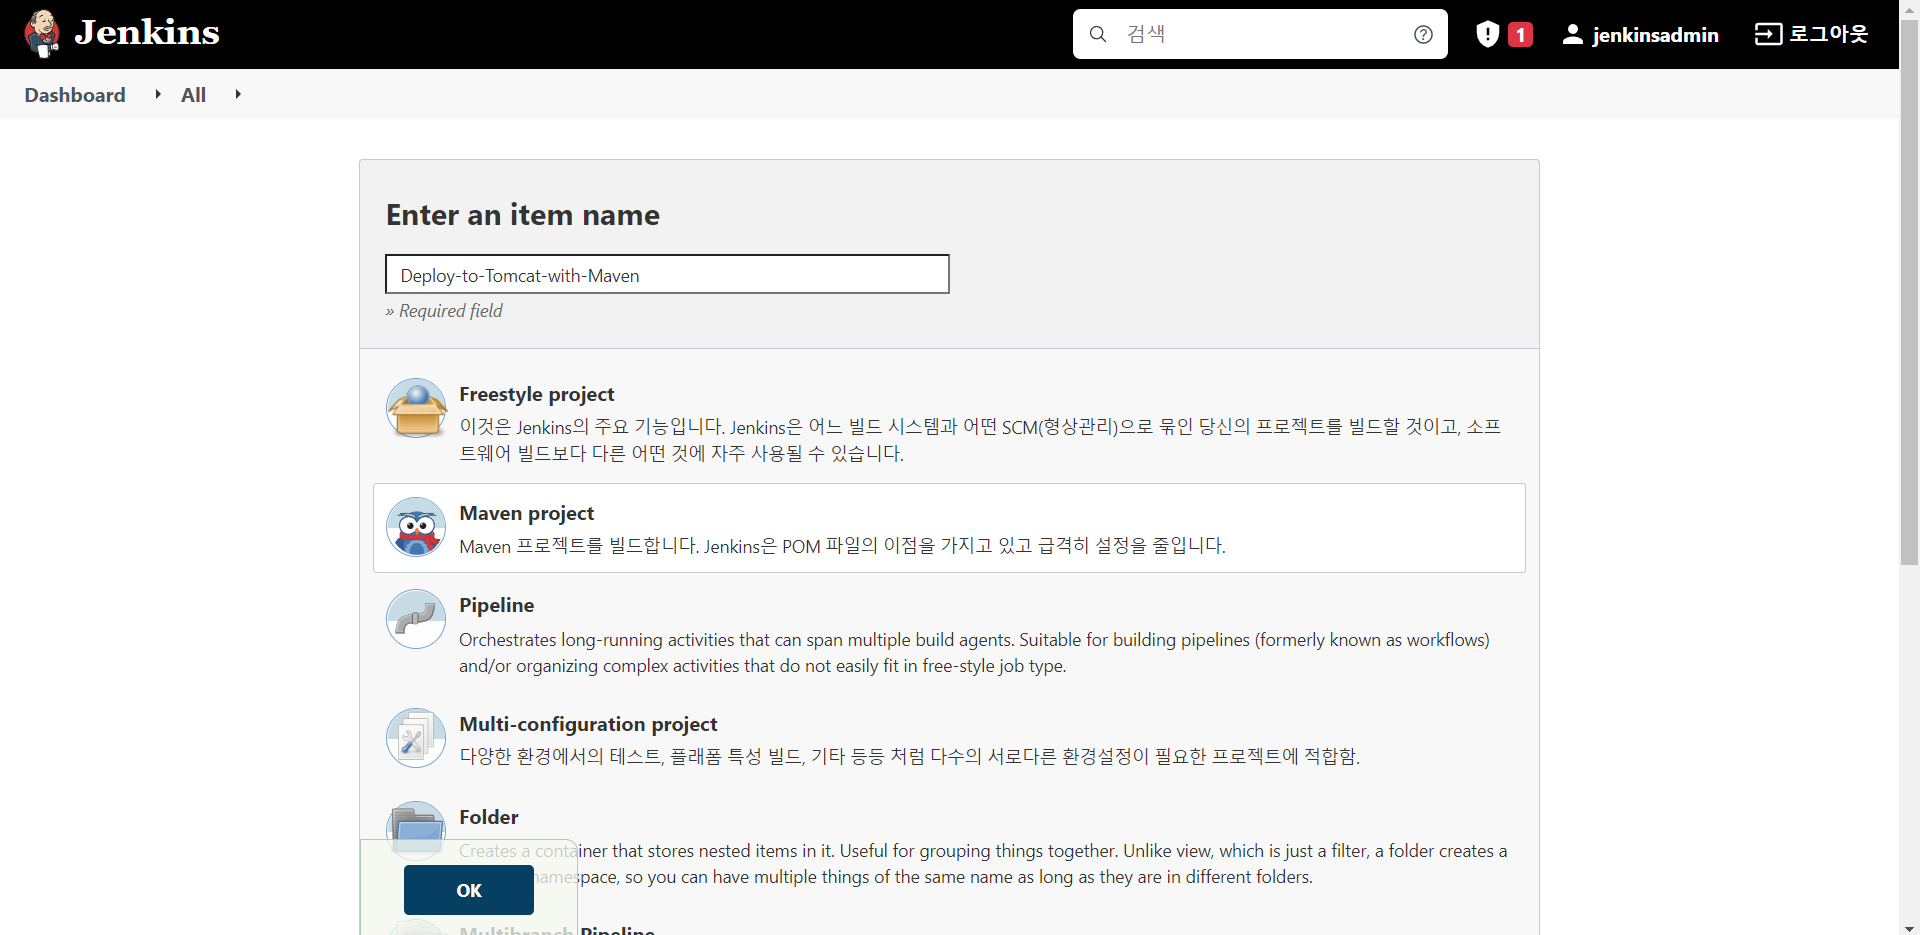 Jenkins
검색
1
jenkinsadmin
로그아웃
Dashboard
All
Enter an item name
Deploy-to-Tomcat-with-Maven
» Required field
Freestyle project
이것은 Jenkins의 주요 기능입니다. Jenkins은 어느 빌드 시스템과 어떤 SCM(형상관리)으로 묶인 당신의 프로젝트를 빌드할 것이고, 소프
트웨어 빌드보다 다른 어떤 것에 자주 사용될 수 있습니다.
Maven project
Maven 프로젝트를 빌드합니다. Jenkins은 POM 파일의 이점을 가지고 있고 급격히 설정을 줄입니다.
Pipeline
Orchestrates long-running activities that can span multiple build agents. Suitable for building pipelines (formerly known as workflows)
and/or organizing complex activities that do not easily fit in free-style job type.
Multi-configuration project
다양한 환경에서의 테스트, 플래폼 특성 빌드, 기타 등등 처럼 다수의 서로다른 환경설정이 필요한 프로젝트에 적합함.
Folder
Creates a container that stores nested items in it. Useful for grouping things together. Unlike view, which is just a filter, a folder creates a
namespace, so you can have multiple things of the same name as long as they are in different folders.
OK
Multibranch Pipeline